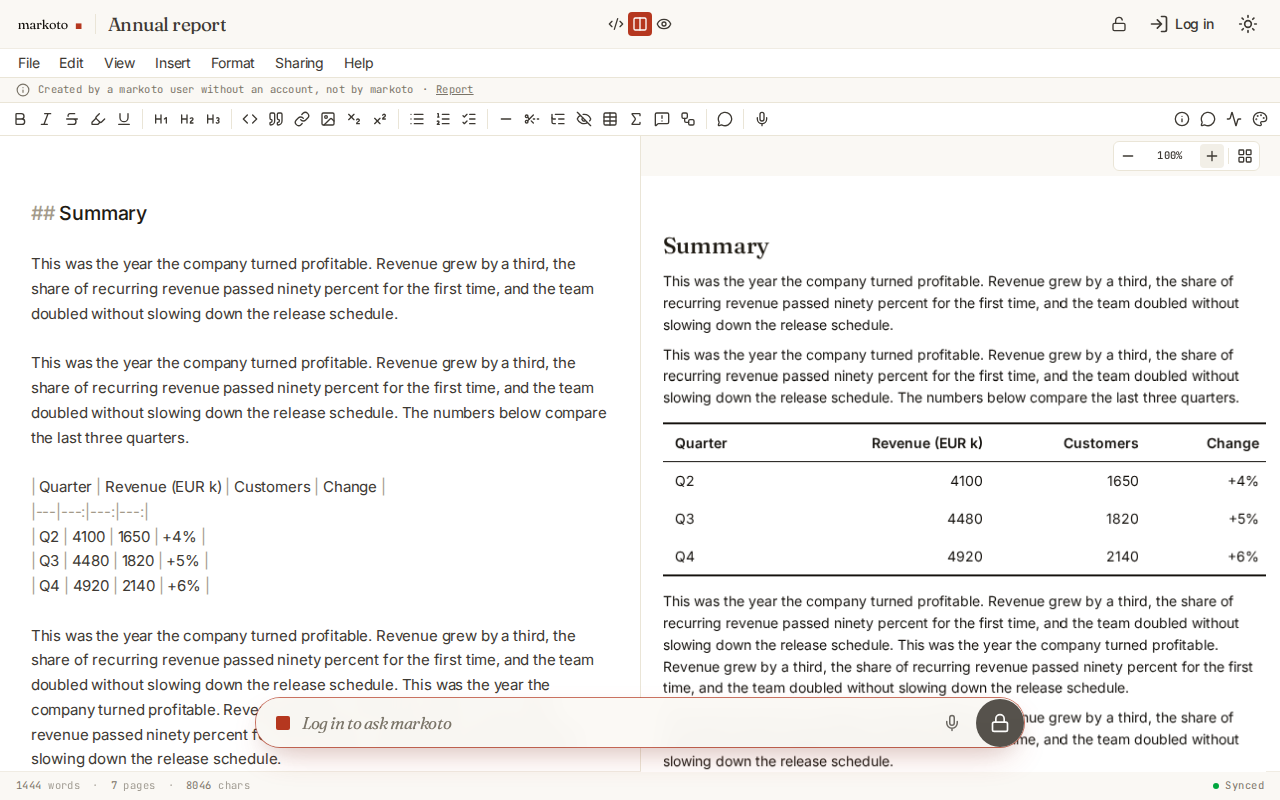 markoto
Annual report
Log in
File Edit View Insert Format Sharing Help
Created by a markoto user without an account, not by markoto · Report
H1 H2 H3
x2 x2
100%
## Summary
This was the year the company turned profitable. Revenue grew by a third, the
share of recurring revenue passed ninety percent for the first time, and the team
doubled without slowing down the release schedule.
This was the year the company turned profitable. Revenue grew by a third, the
share of recurring revenue passed ninety percent for the first time, and the team
doubled without slowing down the release schedule. The numbers below compare
the last three quarters.
| Quarter | Revenue (EUR k) | Customers | Change |
|---|---:|---:|---:|
| Q2 | 4100 | 1650 | +4% |
| Q3 | 4480 | 1820 | +5% |
| Q4 | 4920 | 2140 | +6% |
This was the year the company turned profitable. Revenue grew by a third, the
share of recurring revenue passed ninety percent for the first time, and the team
doubled without slowing down the release schedule. This was the year the
company turned profitable.
revenue passed ninety percent
slowing down the release schedule.
Summary
This was the year the company turned profitable. Revenue grew by a third, the share of
recurring revenue passed ninety percent for the first time, and the team doubled without
slowing down the release schedule.
This was the year the company turned profitable. Revenue grew by a third, the share of
recurring revenue passed ninety percent for the first time, and the team doubled without
slowing down the release schedule. The numbers below compare the last three quarters.
Quarter Revenue (EUR k) Customers Change
Q2 4100 1650 +4%
Q3 4480 1820 +5%
Q4 4920 2140 +6%
This was the year the company turned profitable. Revenue grew by a third, the share of
recurring revenue passed ninety percent for the first time, and the team doubled without
slowing down the release schedule. This was the year the company turned profitable.
Revenue grew by a third, the share of recurring revenue passed ninety percent for the first
time, and the team doubled without slowing down the release schedule.
grew by a third, the share of
and the team doubled without
slowing down the release schedule.
Log in to ask markoto
1444 words · 7 pages · 8046 chars
Synced